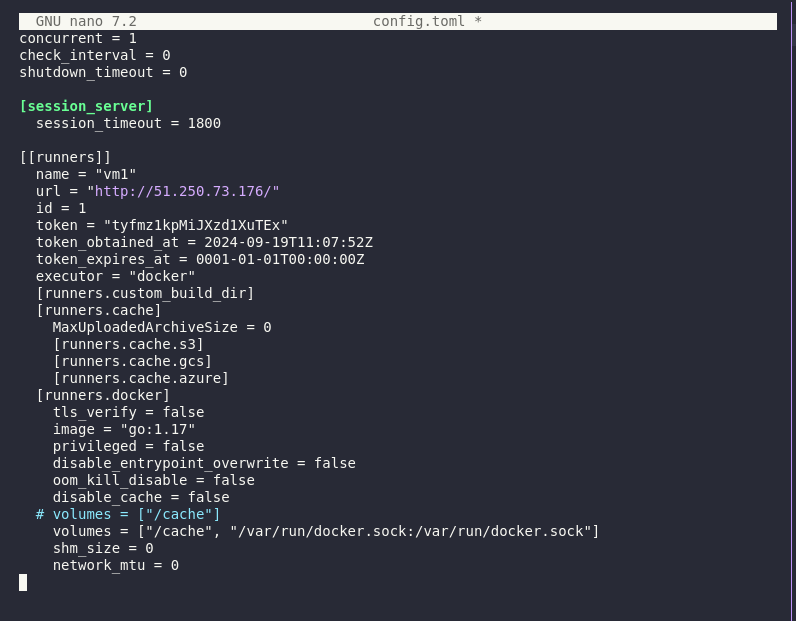 GNU nano 7.2 config.toml *
concurrent = 1
check_interval = 0
shutdown_timeout = 0
[session_server]
session_timeout = 1800
[[runners]]
name = "vm1"
url = "http://51.250.73.176/"
id = 1
token = "tyfmz1kpMiJXzd1XuTEx"
token_obtained_at = 2024-09-19T11:07:52Z
token_expires_at = 0001-01-01T00:00:00Z
executor = "docker"
[runners.custom_build_dir]
[runners.cache]
MaxUploadedArchiveSize = 0
[runners.cache.s3]
[runners.cache.gcs]
[runners.cache.azure]
[runners.docker]
tls_verify = false
image = "go:1.17"
privileged = false
disable_entrypoint_overwrite = false
oom_kill_disable = false
disable_cache = false
# volumes = ["/cache"]
volumes = ["/cache", "/var/run/docker.sock:/var/run/docker.sock"]
shm_size = 0
network_mtu = 0